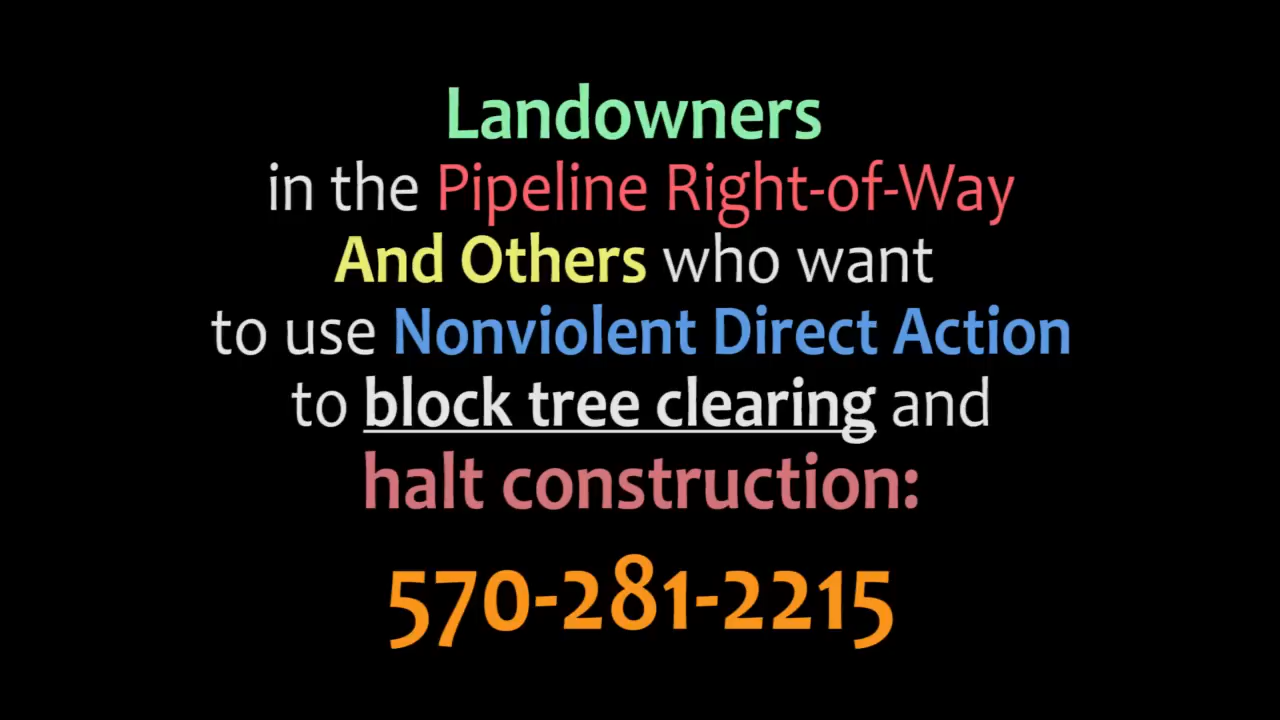 Landowners
in the Pipeline Right-of-Way
And Others who want
to use Nonviolent Direct Action
to block tree clearing and
halt construction:
570-281-2215